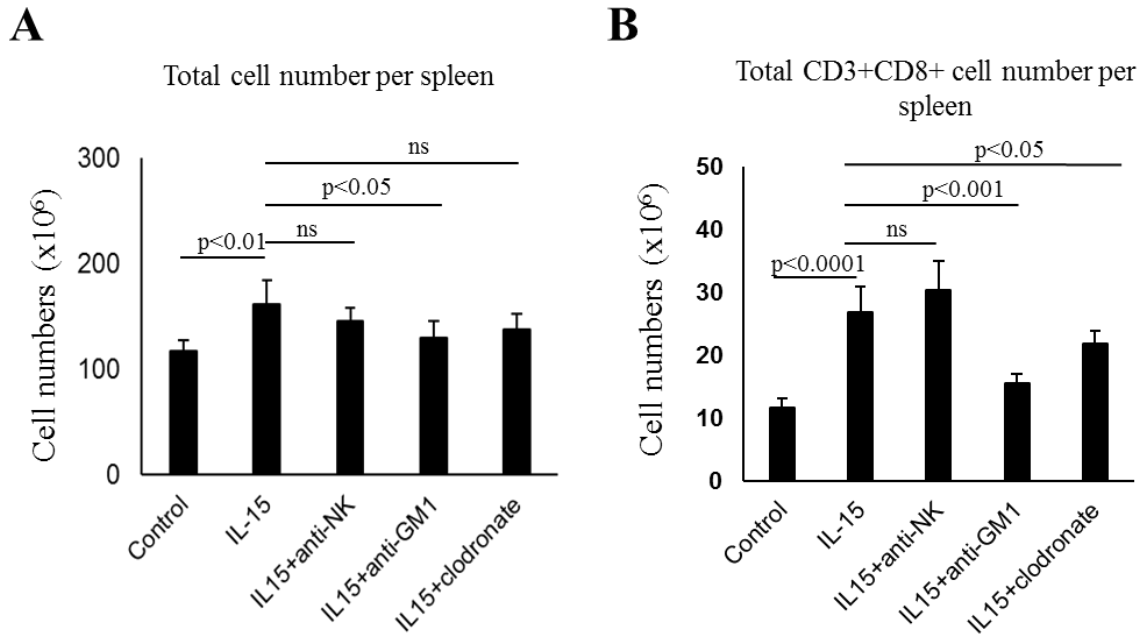 A
Total cell number per spleen
ns
p<0.05
p<0.01
ns
Cell numbers (x10⁶)
300
200
100
0
Control
IL-15
IL15+anti-NK
IL15+anti-GM1
IL15+clodronate
B
Total CD3+CD8+ cell number per
spleen
p<0.05
p<0.001
ns
p<0.0001
Cell numbers (x10⁶)
50
40
30
20
10
0
Control
IL-15
IL15+anti-NK
IL15+anti-GM1
IL15+clodronate